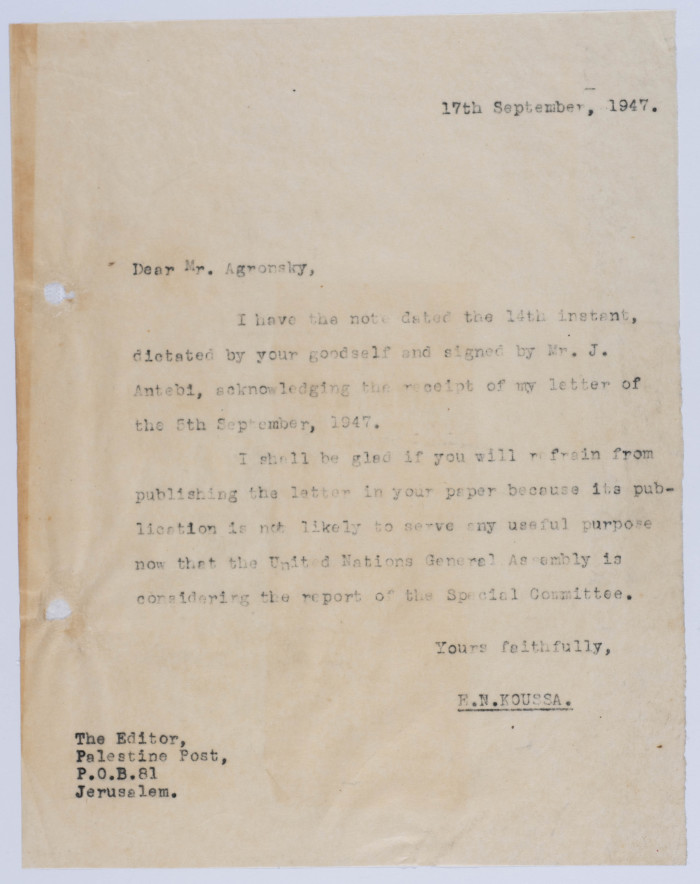 17th September, 1947.
Dear Mr. Agronsky,
I have the note dated the 14th instant,
dictated by your goodself and signed by Mr. J.
Antebi, acknowledging the receipt of my letter of
the 5th September, 1947.
I shall be glad if you will refrain from
publishing the letter in your paper because its pub-
lication is not likely to serve any useful purpose
now that the United Nations General Assembly is
considering the report of the Special Committee.
Yours faithfully,
E.N.KOUSSA.
The Editor,
Palestine Post,
P.O.B.81
Jerusalem.